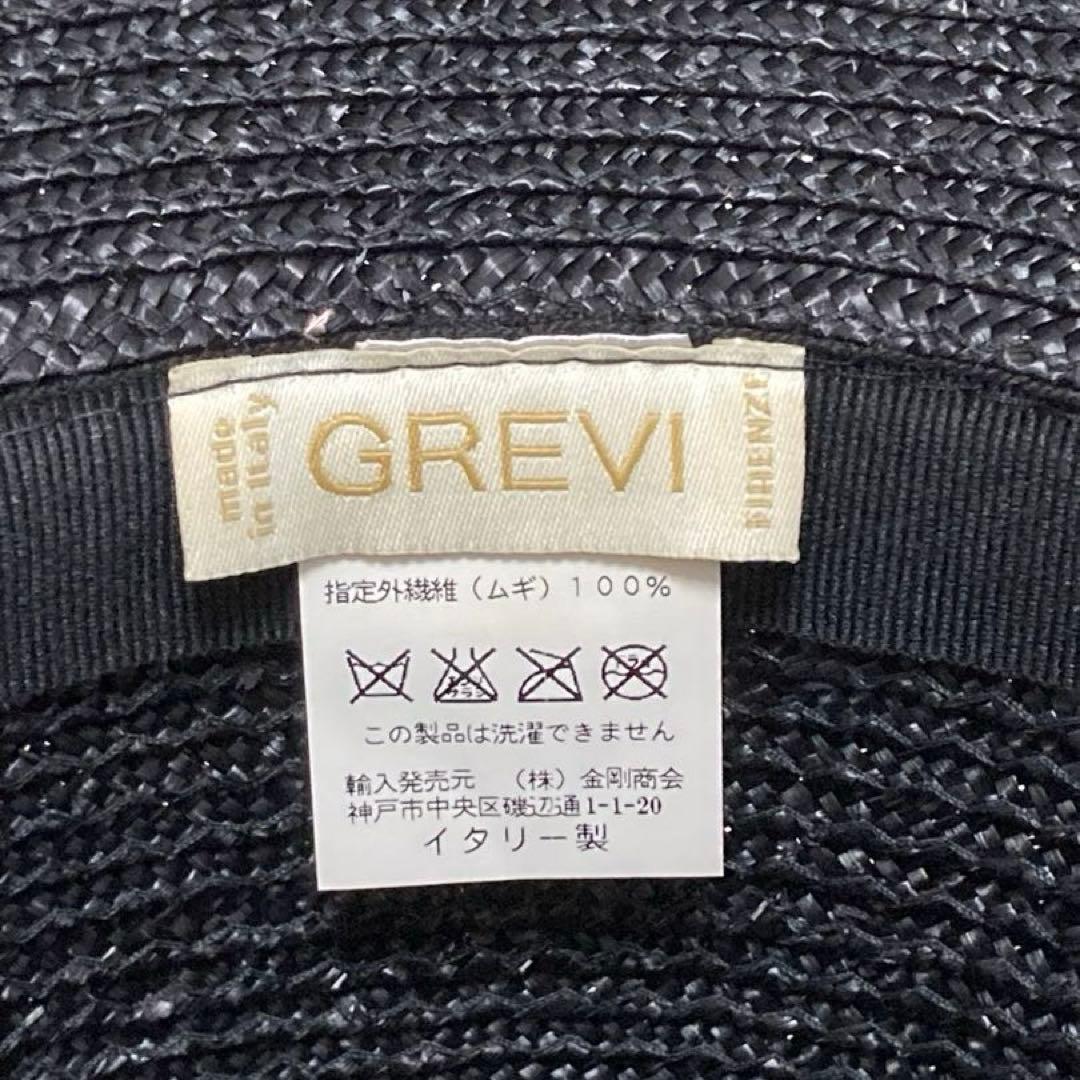 made
in Italy
GREVI
FIRENZE
指定外繊維（ムギ）１００％
この製品は洗濯できません
輸入発売元　（株）金剛商会
神戸市中央区磯辺通1-1-20
イタリー製